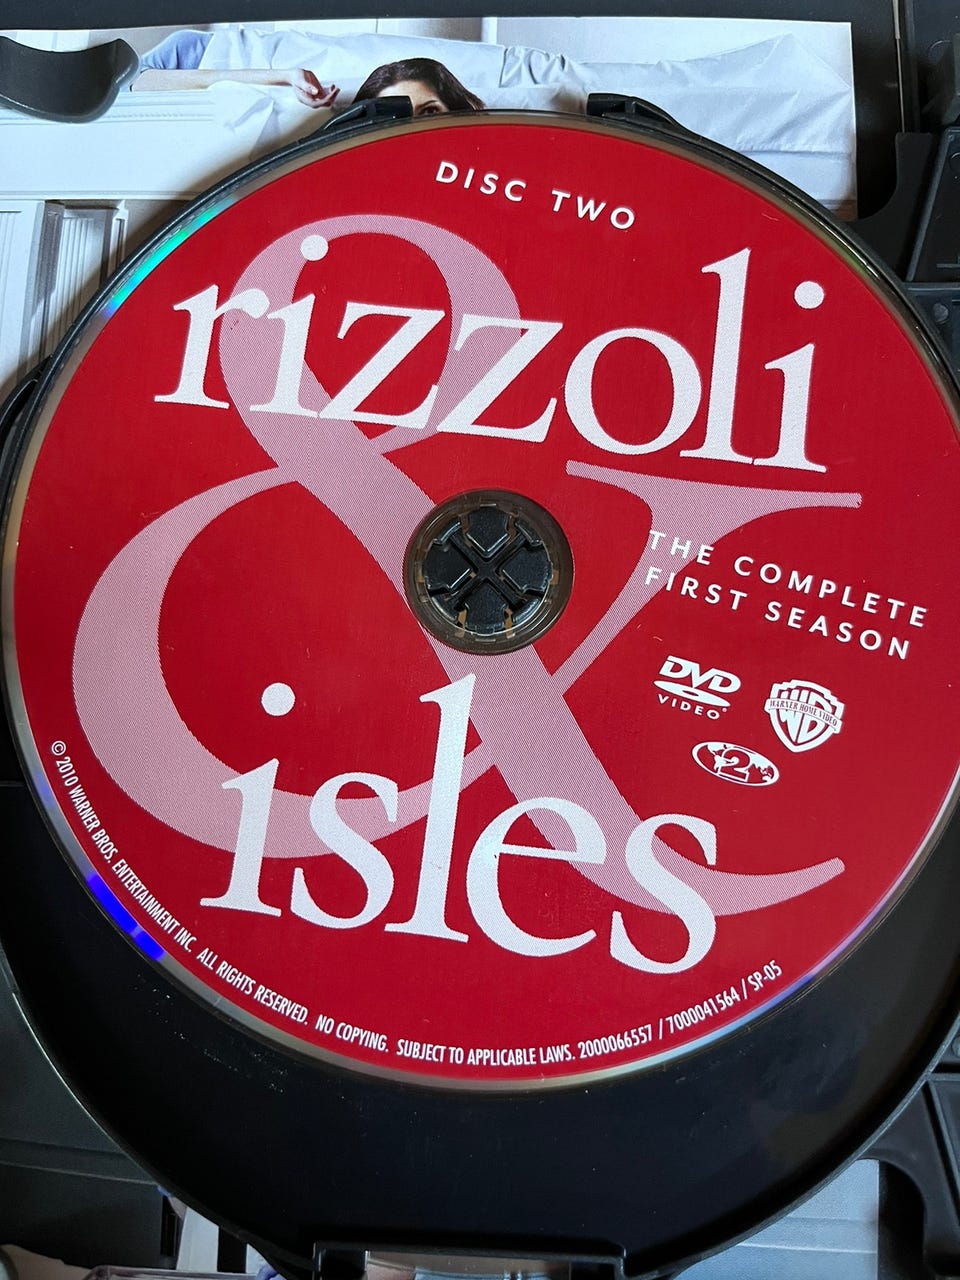 DISC TWO
rizzoli
&
isles
THE COMPLETE
FIRST SEASON
DVD
VIDEO
WB
WARNER HOME VIDEO
2
© 2010 WARNER BROS. ENTERTAINMENT INC. ALL RIGHTS RESERVED. NO COPYING. SUBJECT TO APPLICABLE LAWS. 2000066557 / 7000041564 / SP-05